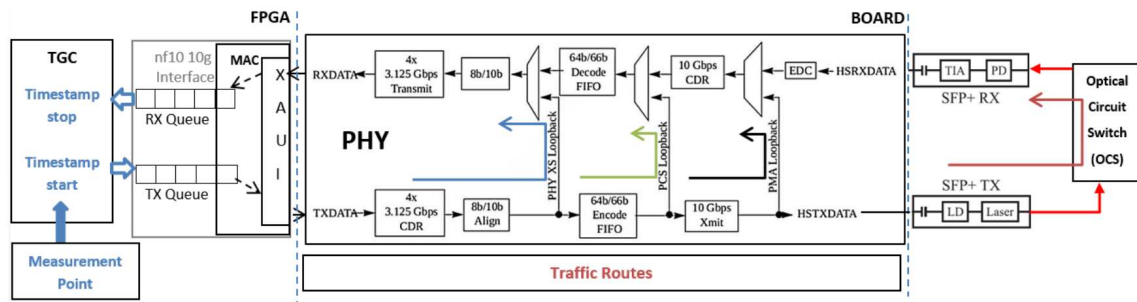 FPGA
BOARD
TGC
Timestamp
stop
Timestamp
start
Measurement
Point
nf10 10g
Interface
MAC
RX Queue
TX Queue
X
A
U
I
RXDATA
4x
3.125 Gbps
Transmit
8b/10b
64b/66b
Decode
FIFO
10 Gbps
CDR
EDC
HSRXDATA
PHY
PHY XS Loopback
PCS Loopback
PMA Loopback
TXDATA
4x
3.125 Gbps
CDR
8b/10b
Align
64b/66b
Encode
FIFO
10 Gbps
Xmit
HSTXDATA
Traffic Routes
TIA
PD
SFP+ RX
SFP+ TX
LD
Laser
Optical
Circuit
Switch
(OCS)